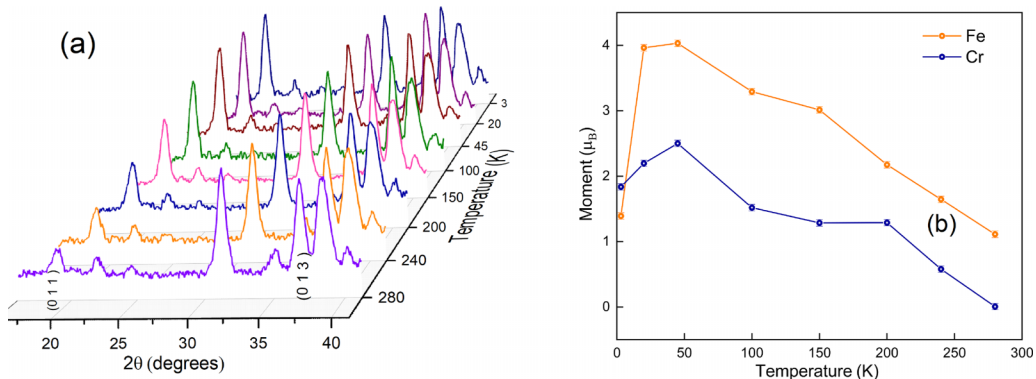 (a)
3
20
45
100
150
200
240
280
Temperature (K)
(0 1 1)
(0 1 3)
20
25
30
35
40
2θ (degrees)
Fe
Cr
4
3
2
1
0
Moment (μB)
(b)
0
50
100
150
200
250
300
Temperature (K)